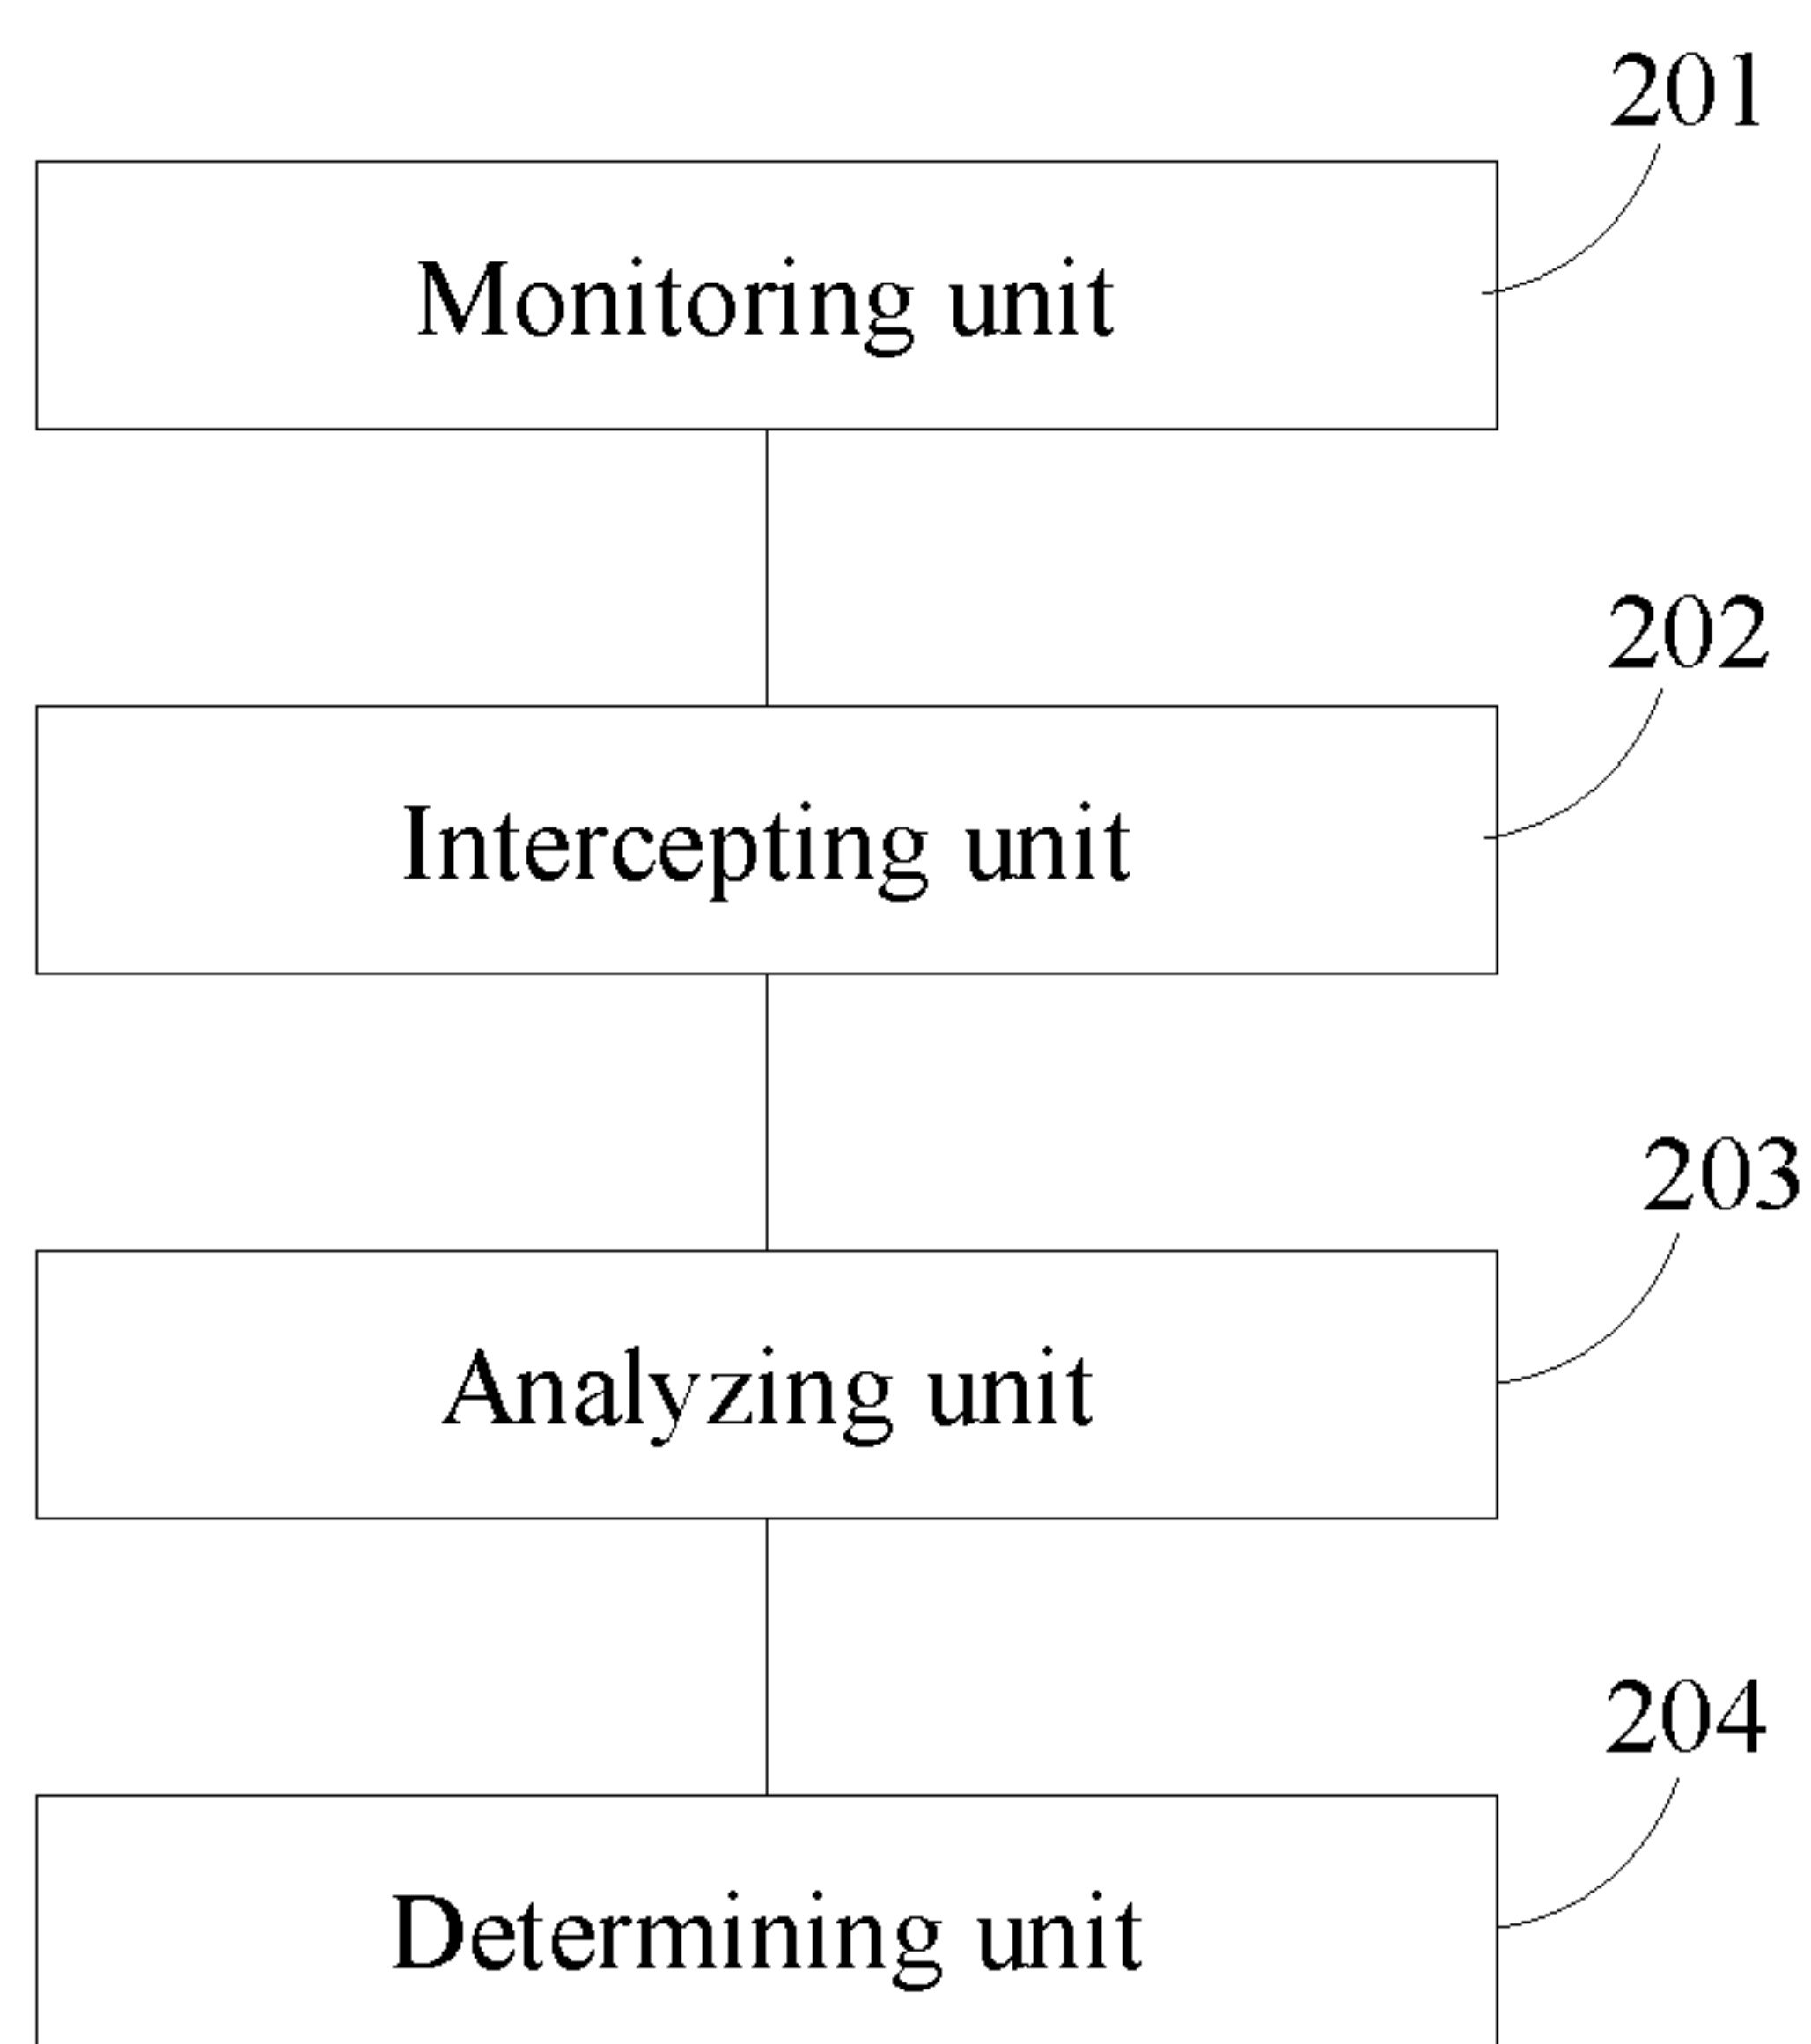 201
Monitoring unit
202
Intercepting unit
203
Analyzing unit
204
Determining unit